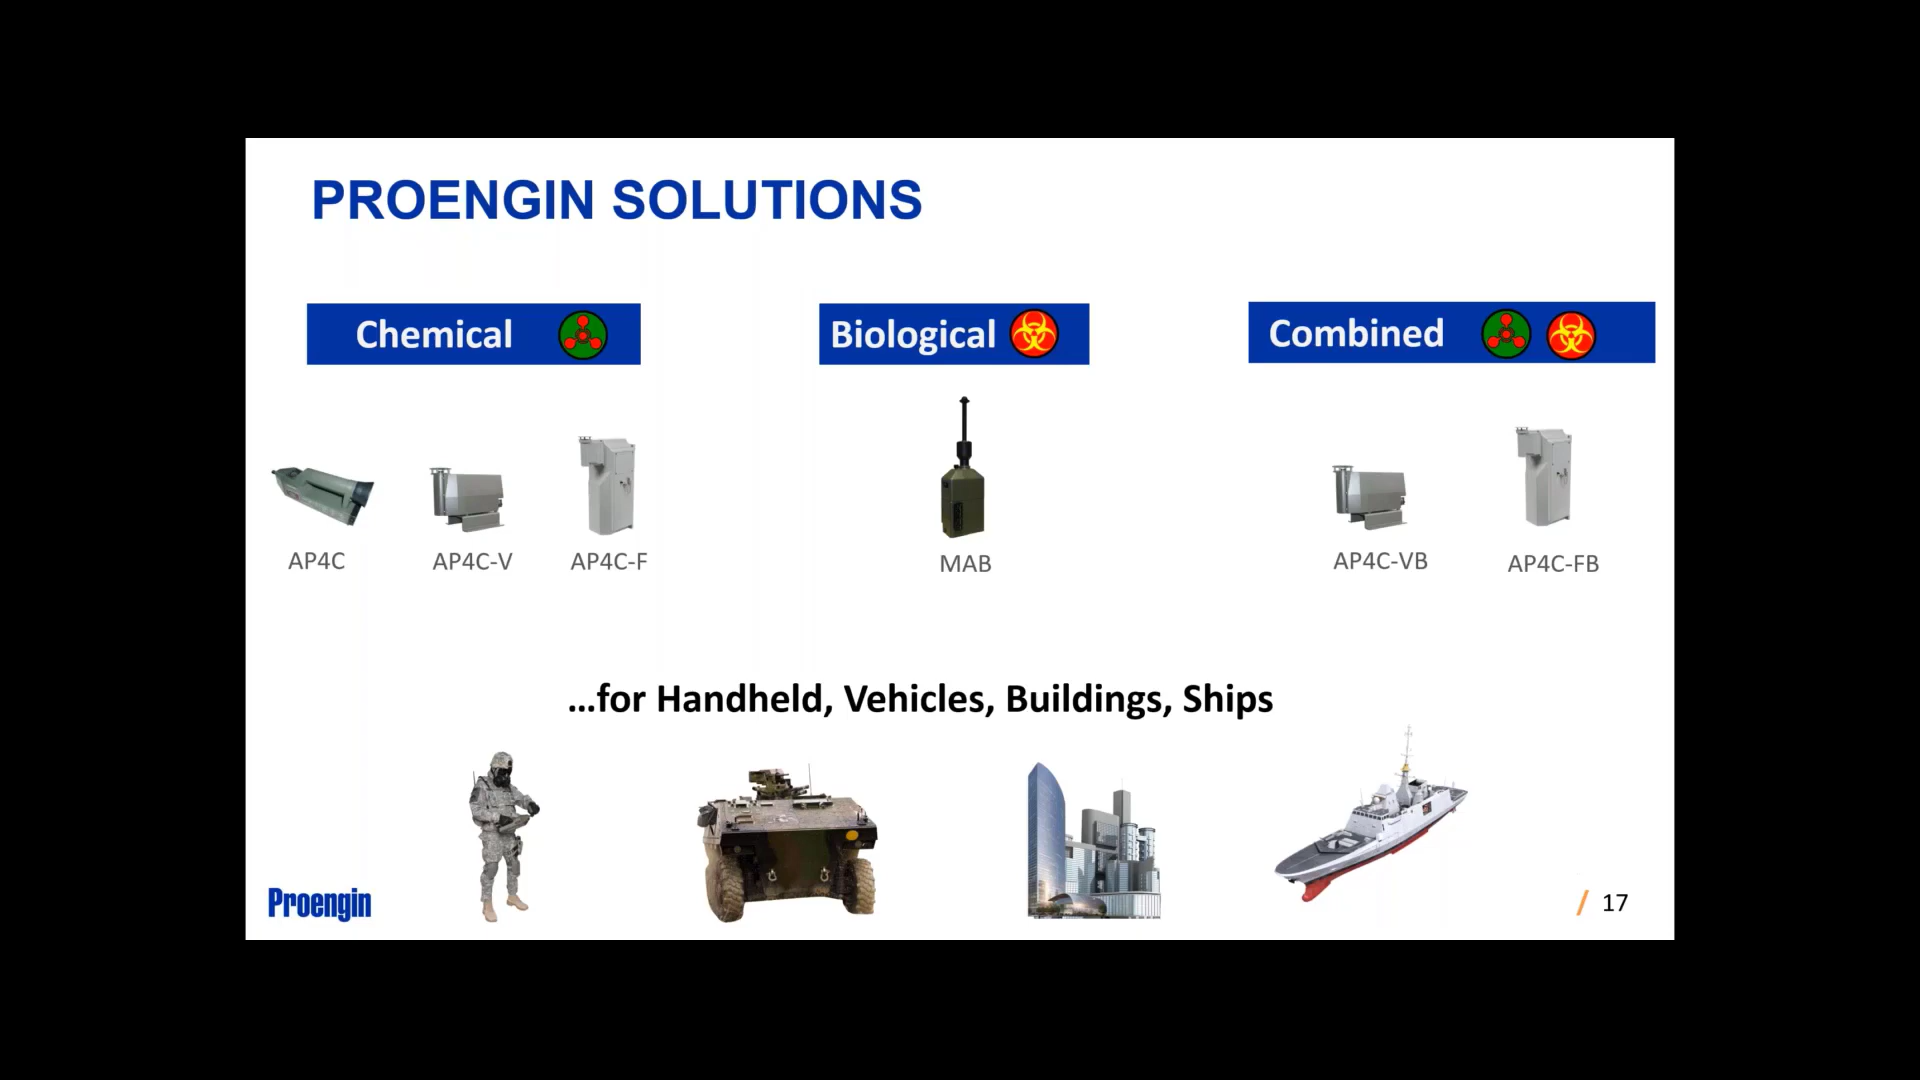 PROENGIN SOLUTIONS
Chemical
Biological
Combined
AP4C
AP4C-V
AP4C-F
MAB
AP4C-VB
AP4C-FB
...for Handheld, Vehicles, Buildings, Ships
Proengin
/ 17